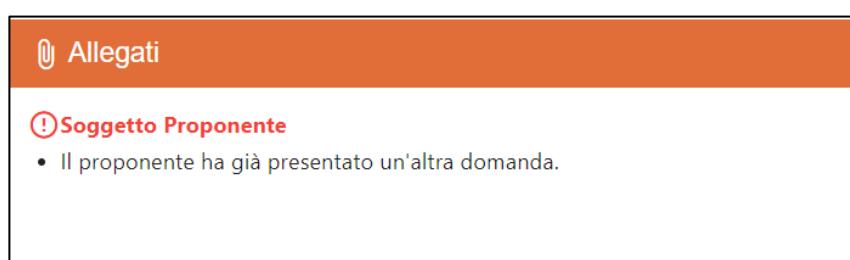 Allegati
Soggetto Proponente
• Il proponente ha già presentato un'altra domanda.